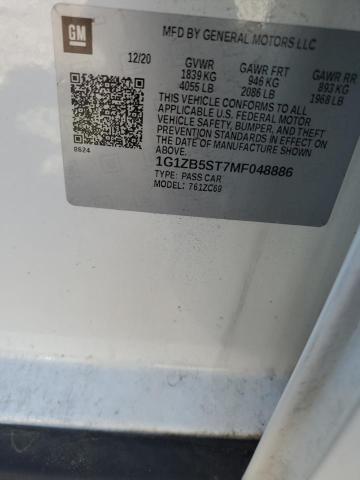 GM
MFD BY GENERAL MOTORS LLC
12/20 GVWR GAWR FRT GAWR RR
1839 KG 946 KG 893 KG
4055 LB 2086 LB 1968 LB
THIS VEHICLE CONFORMS TO ALL APPLICABLE
U.S. FEDERAL MOTOR
VEHICLE SAFETY, BUMPER, AND THEFT
PREVENTION STANDARDS IN EFFECT ON
THE DATE OF MANUFACTURE SHOWN
ABOVE.
1G1ZB5ST7MF048886
TYPE: PASS CAR
MODEL: 761ZC69
8624